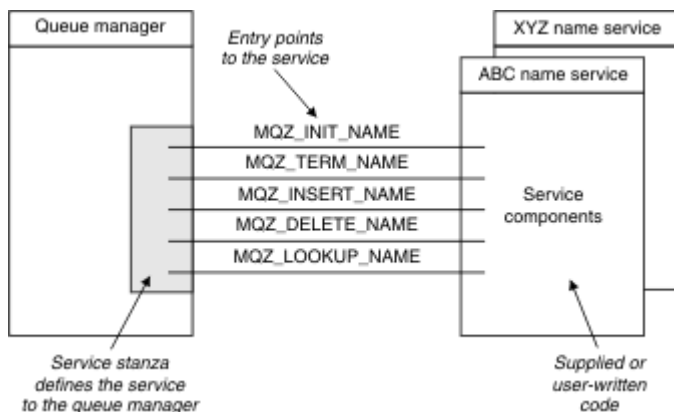 Queue manager
Entry points
to the service
XYZ name service
ABC name service
MQZ_INIT_NAME
MQZ_TERM_NAME
MQZ_INSERT_NAME
MQZ_DELETE_NAME
MQZ_LOOKUP_NAME
Service
components
Service stanza
defines the service
to the queue manager
Supplied or
user-written
code